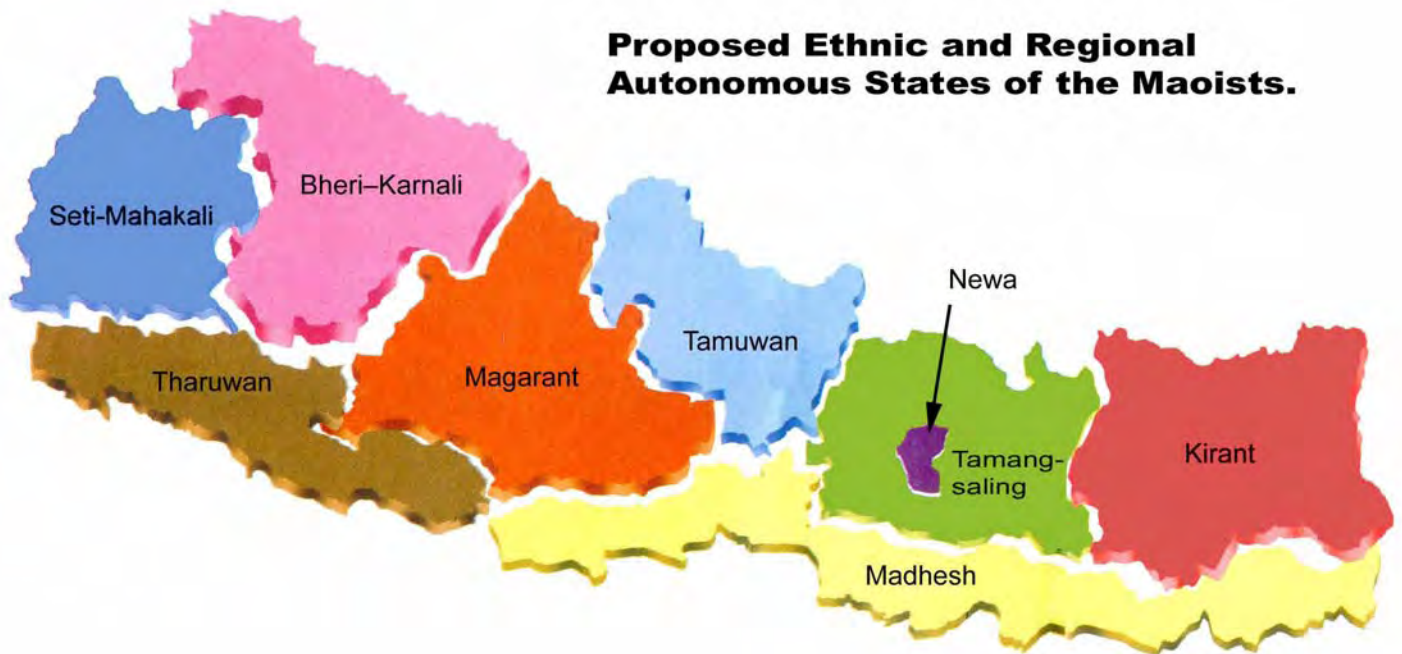 Proposed Ethnic and Regional
Autonomous States of the Maoists.
Bheri–Karnali
Seti-Mahakali
Newa
Tamuwan
Tharuwan
Magarant
Kirant
Tamang-
saling
Madhesh